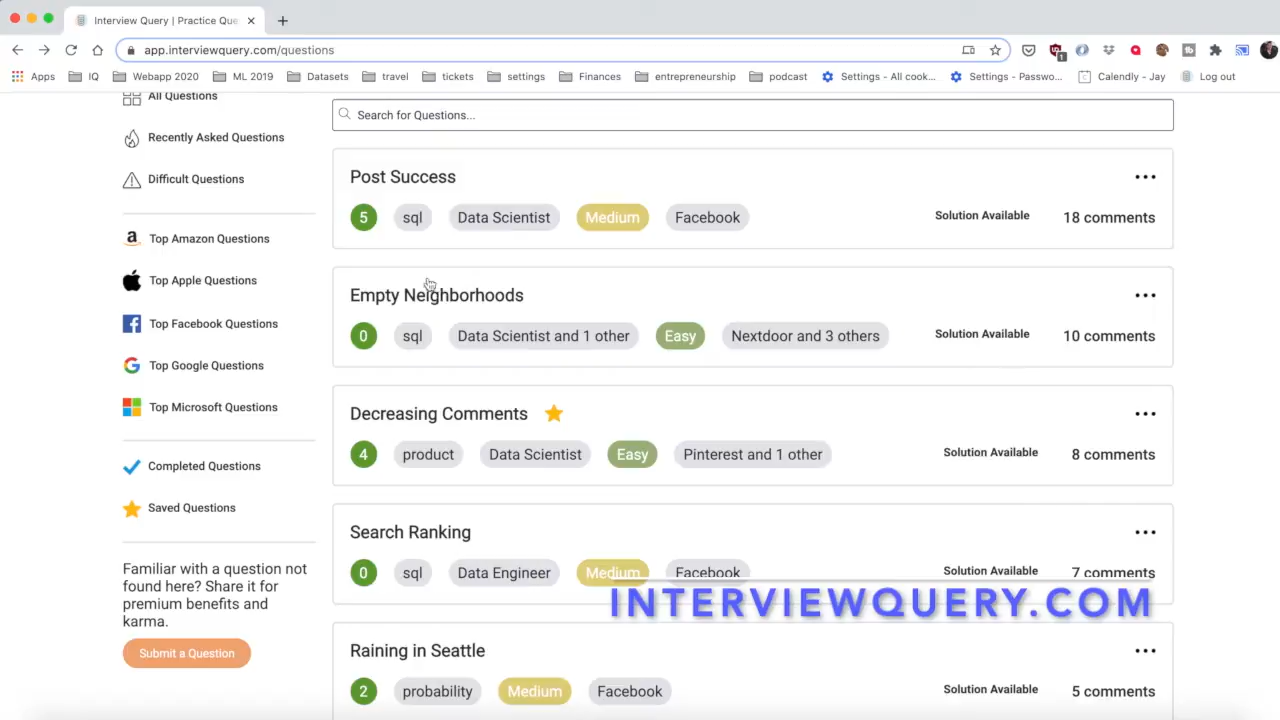 Interview Query | Practice Que
app.interviewquery.com/questions
1
Apps IQ Webapp 2020 ML 2019 Datasets travel tickets settings Finances entrepreneurship podcast Settings - All cook... Settings - Passwo... Calendly - Jay Log out
All Questions
Recently Asked Questions
Difficult Questions
Top Amazon Questions
Top Apple Questions
Top Facebook Questions
Top Google Questions
Top Microsoft Questions
Completed Questions
Saved Questions
Familiar with a question not
found here? Share it for
premium benefits and
karma.
Submit a Question
Search for Questions...
Post Success
5 sql Data Scientist Medium Facebook Solution Available 18 comments
Empty Neighborhoods
0 sql Data Scientist and 1 other Easy Nextdoor and 3 others Solution Available 10 comments
Decreasing Comments
4 product Data Scientist Easy Pinterest and 1 other Solution Available 8 comments
Search Ranking
0 sql Data Engineer Medium Facebook Solution Available 7 comments
INTERVIEWQUERY.COM
Raining in Seattle
2 probability Medium Facebook Solution Available 5 comments